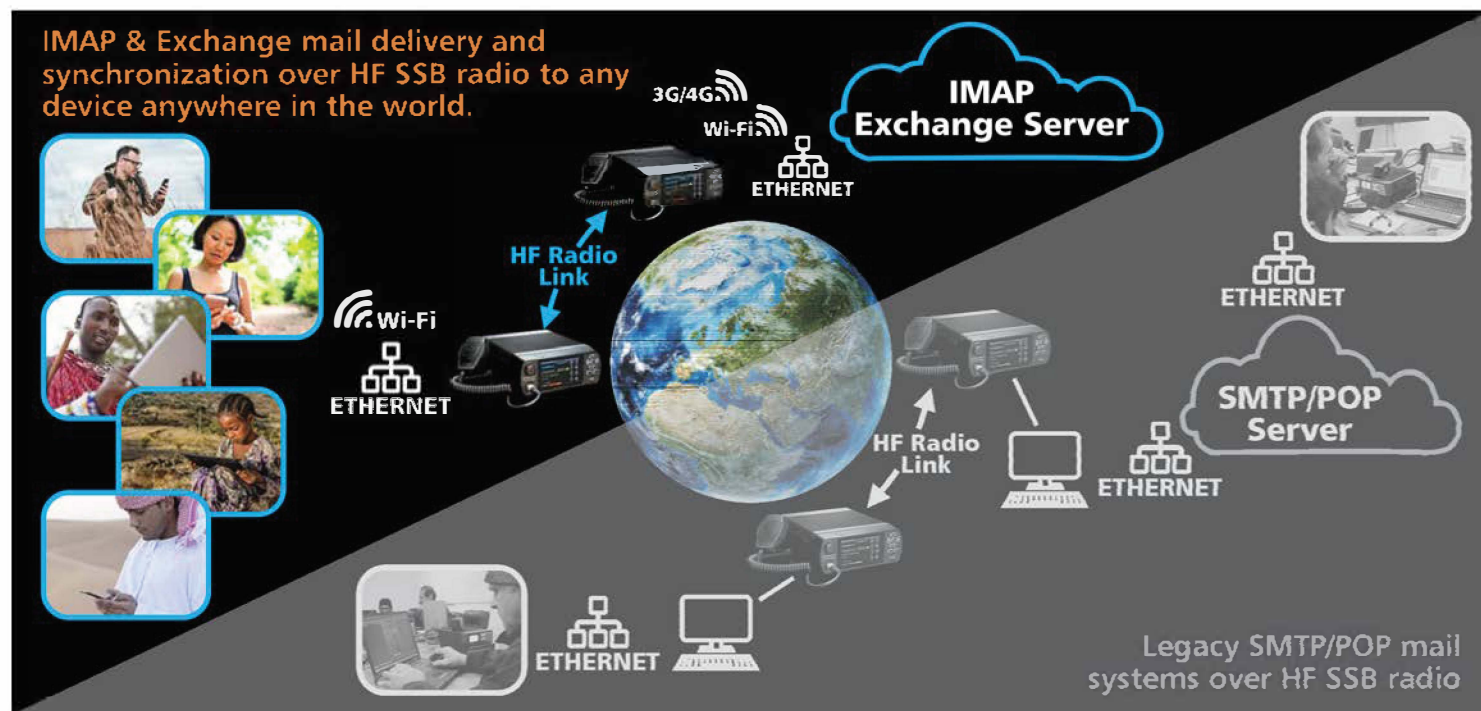 IMAP & Exchange mail delivery and
synchronization over HF SSB radio to any
device anywhere in the world.
3G/4G
Wi-Fi
ETHERNET
IMAP
Exchange Server
HF Radio
Link
Wi-Fi
ETHERNET
ETHERNET
SMTP/POP
Server
HF Radio
Link
ETHERNET
ETHERNET
Legacy SMTP/POP mail
systems over HF SSB radio